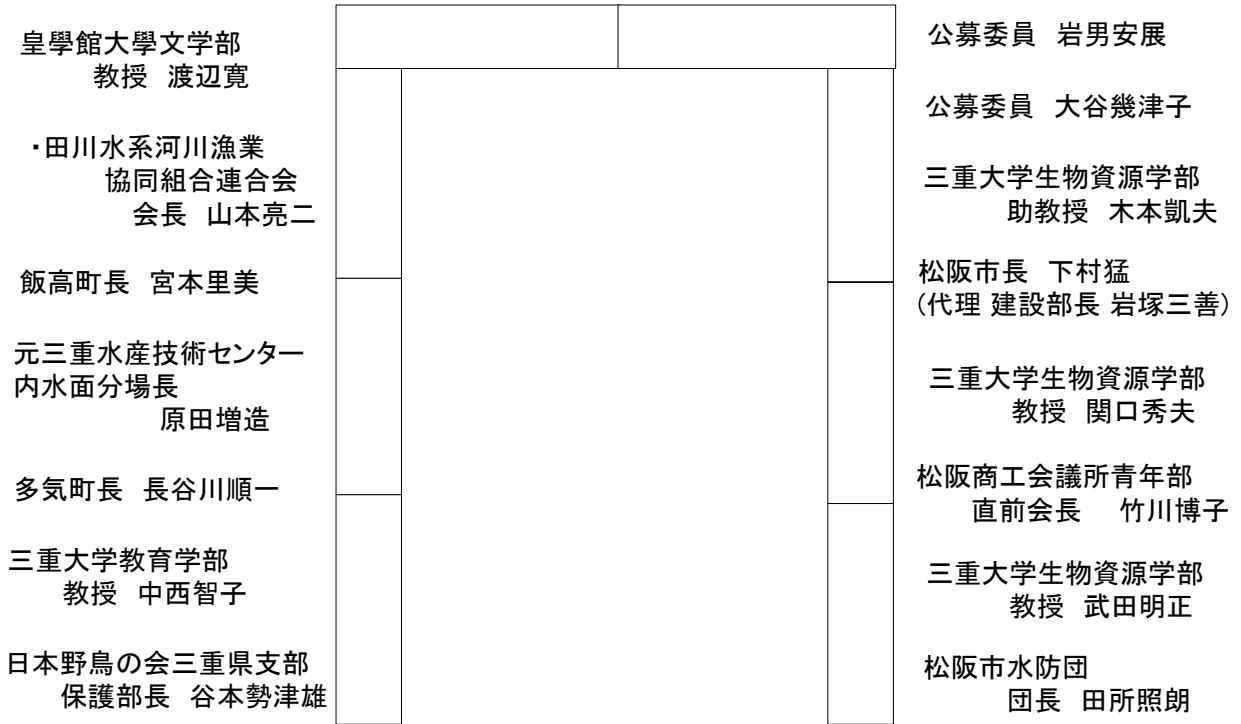 皇學館大學文学部
教授 渡辺寛
・田川水系河川漁業
協同組合連合会
会長 山本亮二
飯高町長 宮本里美
元三重水産技術センター
内水面分場長
原田増造
多気町長 長谷川順一
三重大学教育学部
教授 中西智子
日本野鳥の会三重県支部
保護部長 谷本勢津雄
公募委員 岩男安展
公募委員 大谷幾津子
三重大学生物資源学部
助教授 木本凱夫
松阪市長 下村猛
(代理 建設部長 岩塚三善)
三重大学生物資源学部
教授 関口秀夫
松阪商工会議所青年部
直前会長 竹川博子
三重大学生物資源学部
教授 武田明正
松阪市水防団
団長 田所照朗